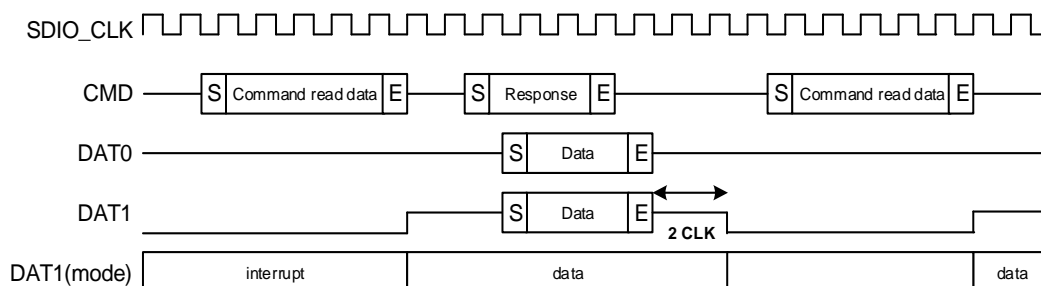 SDIO_CLK
CMD S Command read data E S Response E S Command read data E
DAT0 S Data E
DAT1 S Data E
2 CLK
DAT1(mode) interrupt data data